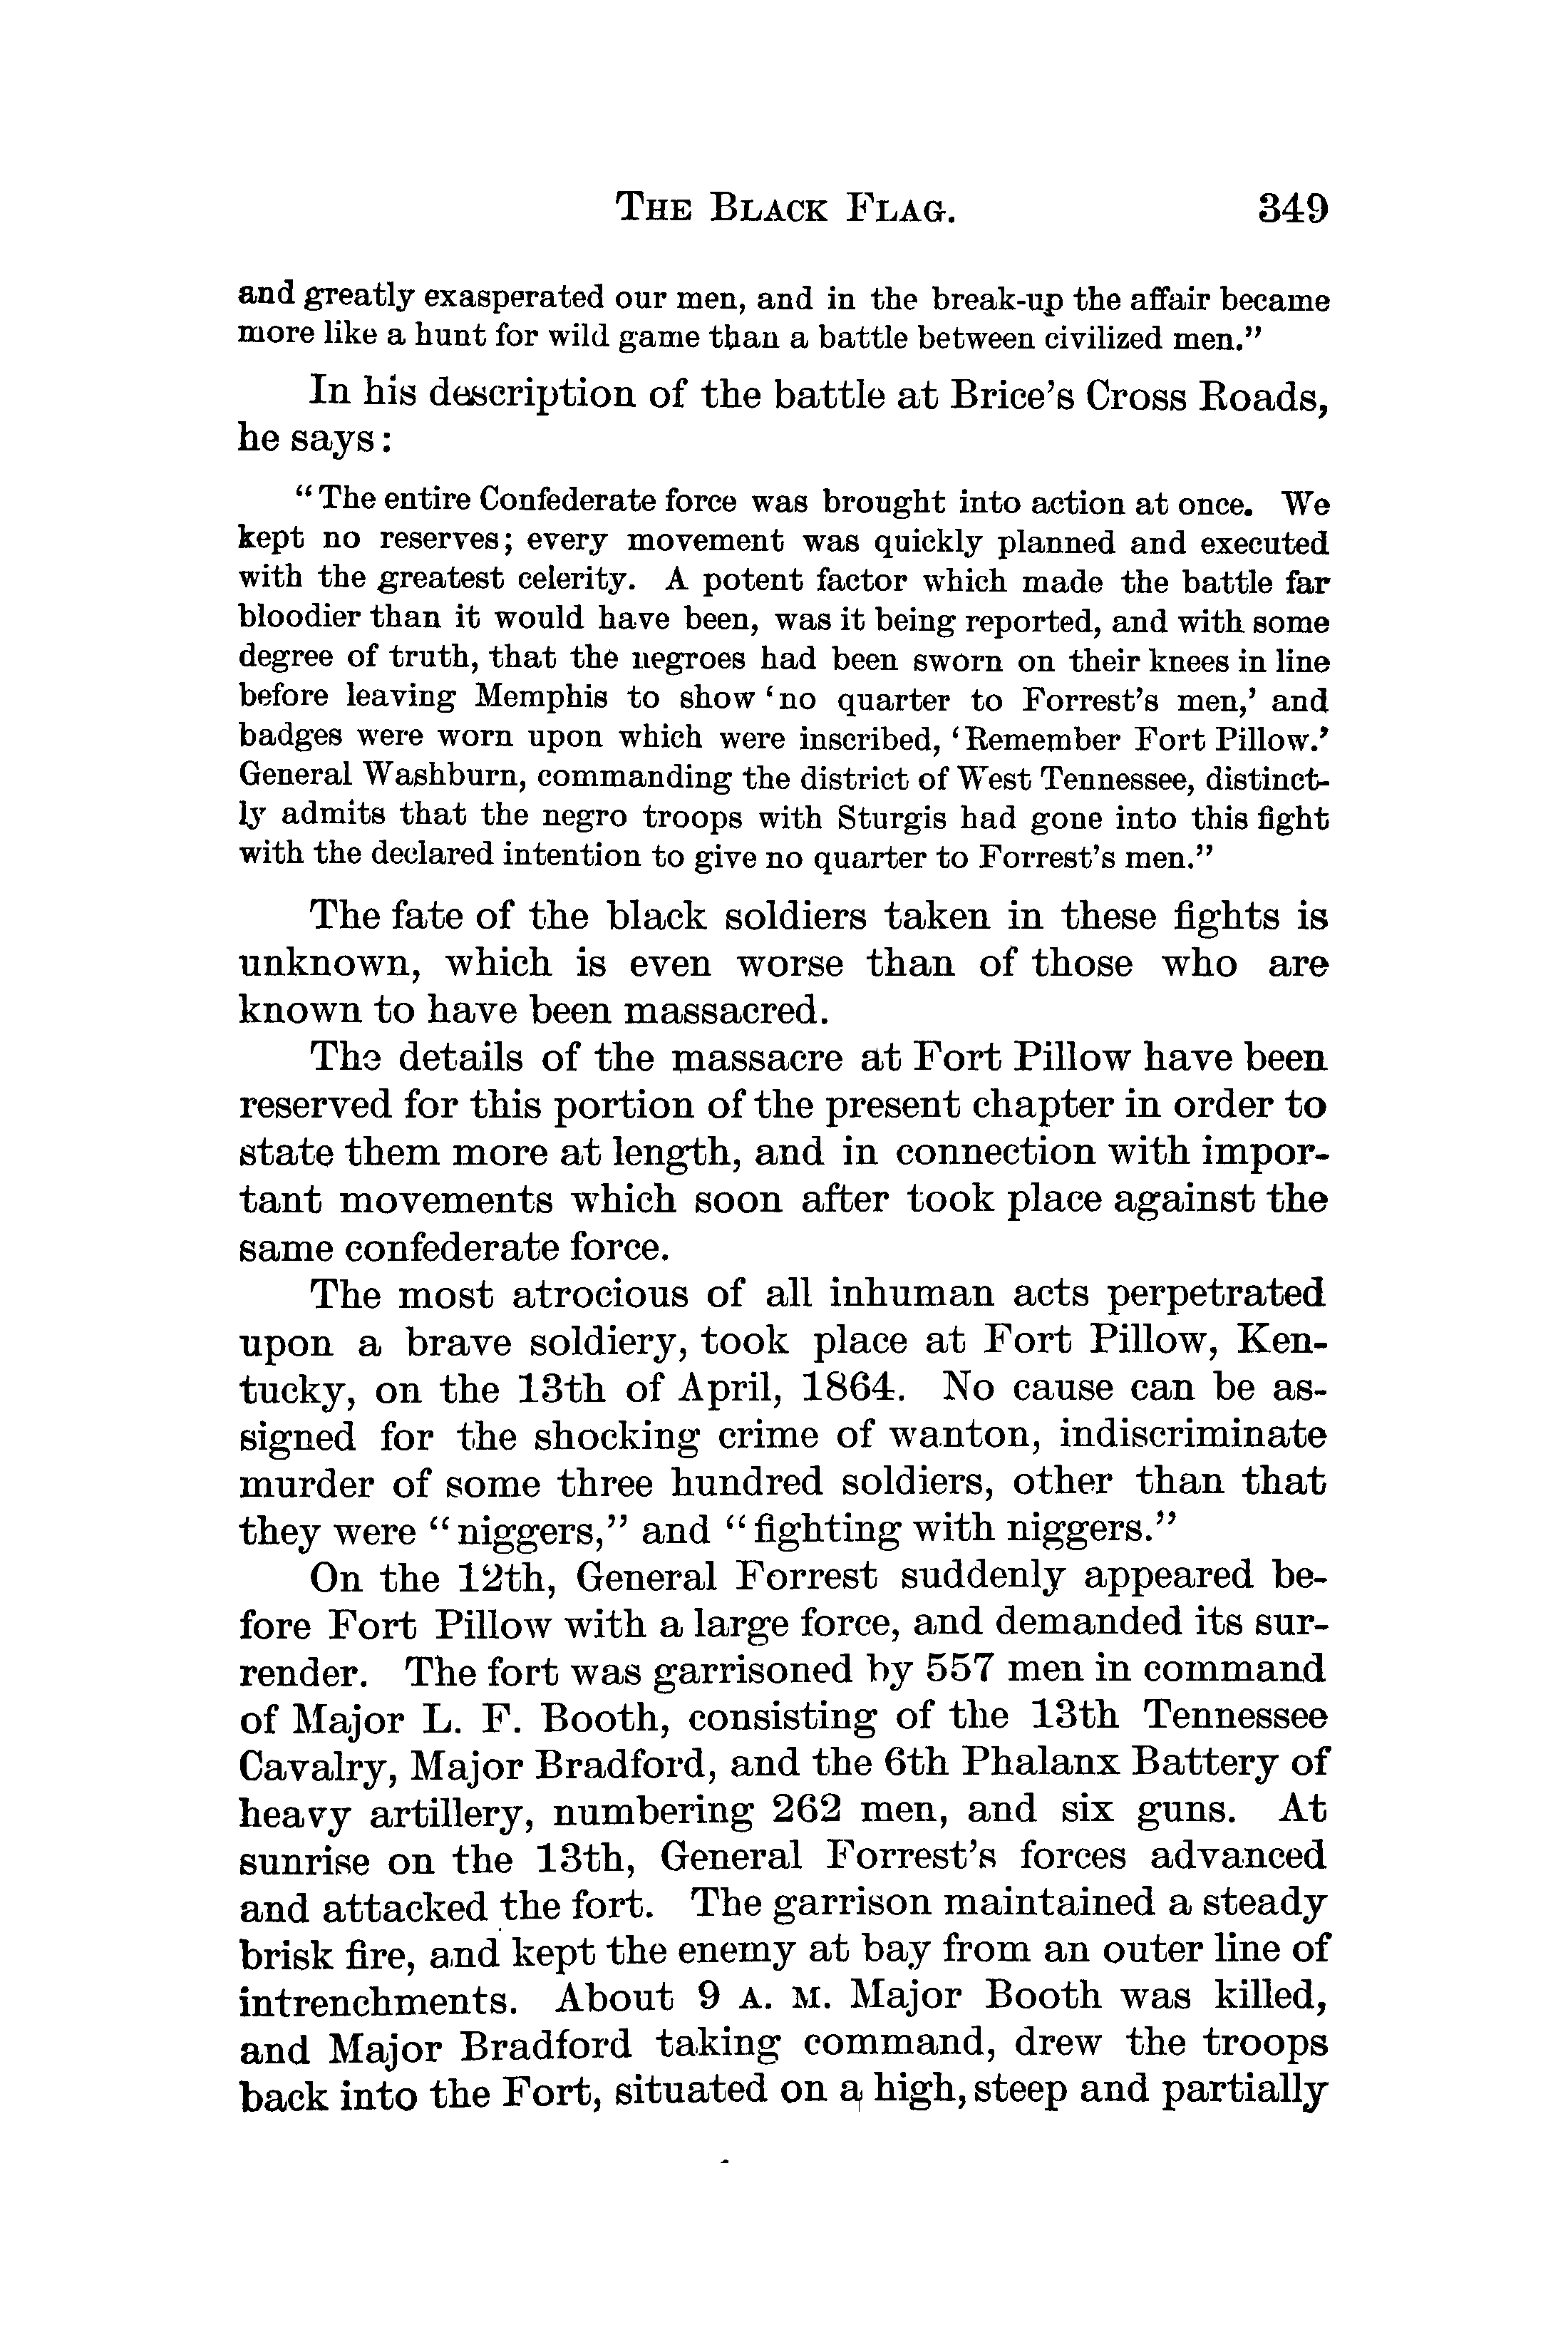 THE BLACK FLAG. 349
and greatly exasperated our men, and in the break-up the affair became
more like a hunt for wild game than a battle between civilized men.”
In his description of the battle at Brice’s Cross Roads,
he says:
“The entire Confederate force was brought into action at once. We
kept no reserves; every movement was quickly planned and executed
with the greatest celerity. A potent factor which made the battle far
bloodier than it would have been, was it being reported, and with some
degree of truth, that the negroes had been sworn on their knees in line
before leaving Memphis to show ‘no quarter to Forrest’s men,’ and
badges were worn upon which were inscribed, ‘Remember Fort Pillow.’
General Washburn, commanding the district of West Tennessee, distinct-
ly admits that the negro troops with Sturgis had gone into this fight
with the declared intention to give no quarter to Forrest’s men.”
The fate of the black soldiers taken in these fights is
unknown, which is even worse than of those who are
known to have been massacred.
The details of the massacre at Fort Pillow have been
reserved for this portion of the present chapter in order to
state them more at length, and in connection with impor-
tant movements which soon after took place against the
same confederate force.
The most atrocious of all inhuman acts perpetrated
upon a brave soldiery, took place at Fort Pillow, Ken-
tucky, on the 13th of April, 1864. No cause can be as-
signed for the shocking crime of wanton, indiscriminate
murder of some three hundred soldiers, other than that
they were “niggers,” and “fighting with niggers.”
On the 12th, General Forrest suddenly appeared be-
fore Fort Pillow with a large force, and demanded its sur-
render. The fort was garrisoned by 557 men in command
of Major L. F. Booth, consisting of the 13th Tennessee
Cavalry, Major Bradford, and the 6th Phalanx Battery of
heavy artillery, numbering 262 men, and six guns. At
sunrise on the 13th, General Forrest’s forces advanced
and attacked the fort. The garrison maintained a steady
brisk fire, and kept the enemy at bay from an outer line of
intrenchments. About 9 A. M. Major Booth was killed,
and Major Bradford taking command, drew the troops
back into the Fort, situated on a high, steep and partially